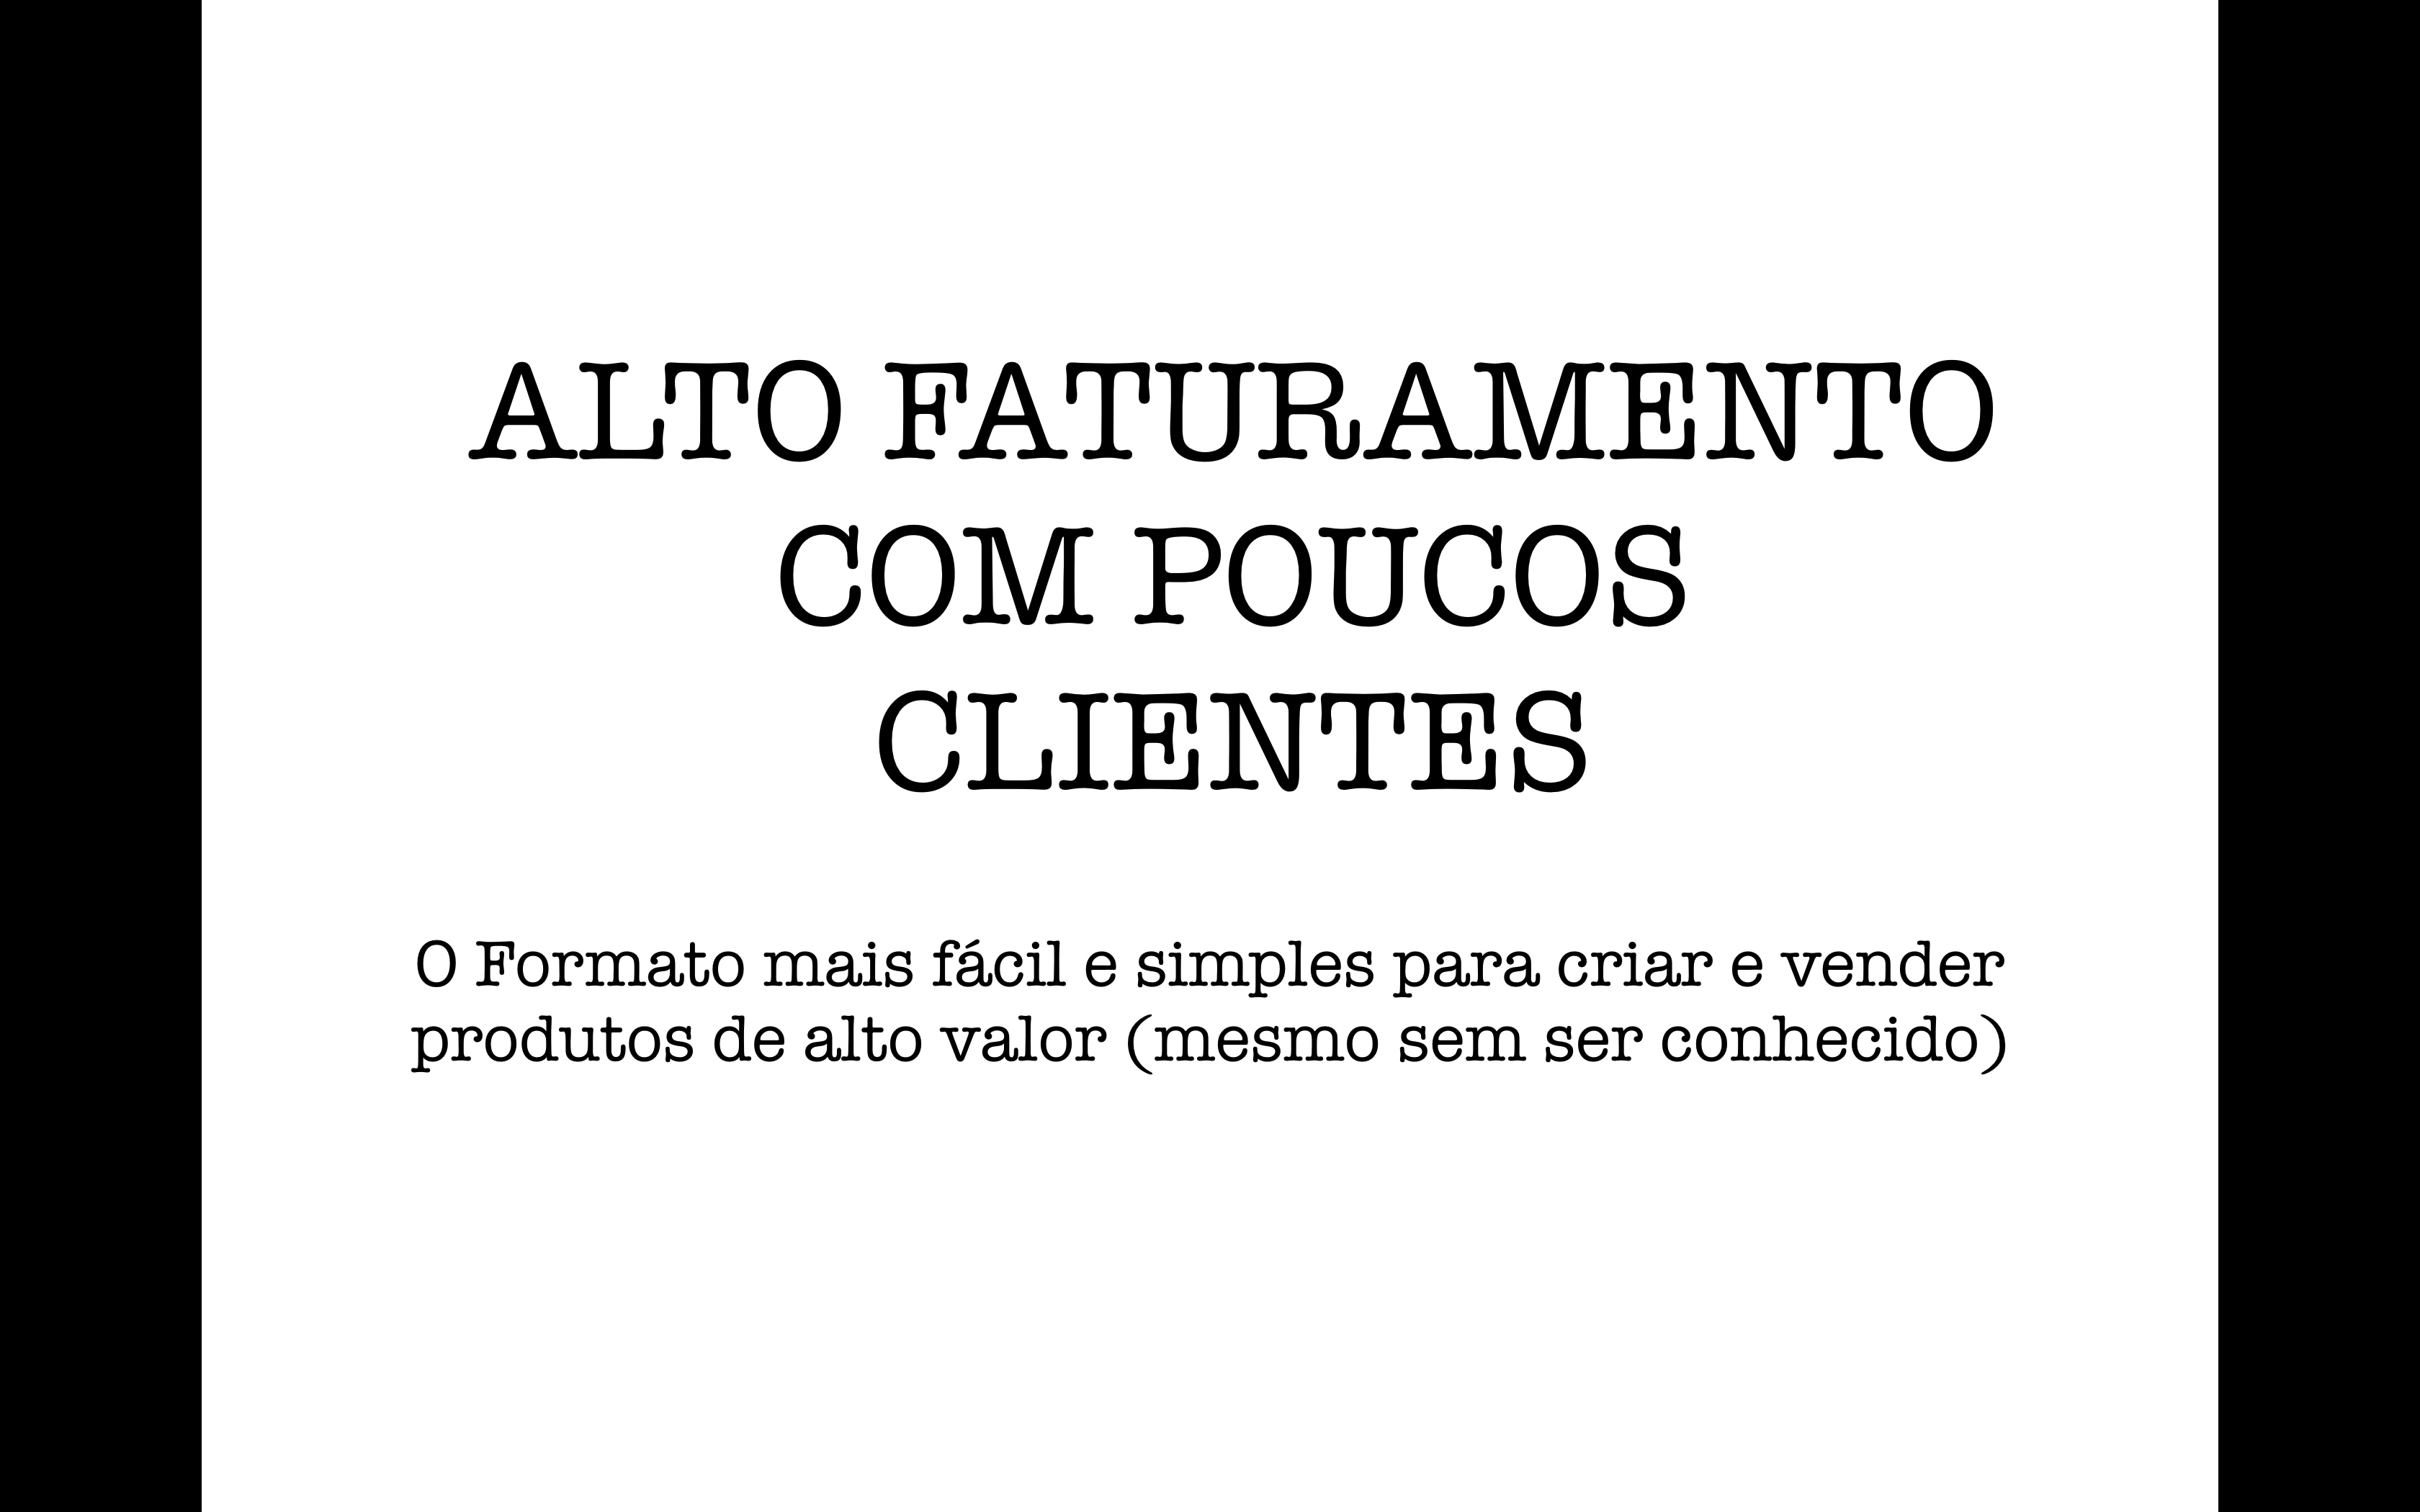 ALTO FATURAMENTO
COM POUCOS
CLIENTES
O Formato mais fácil e simples para criar e vender
produtos de alto valor (mesmo sem ser conhecido)